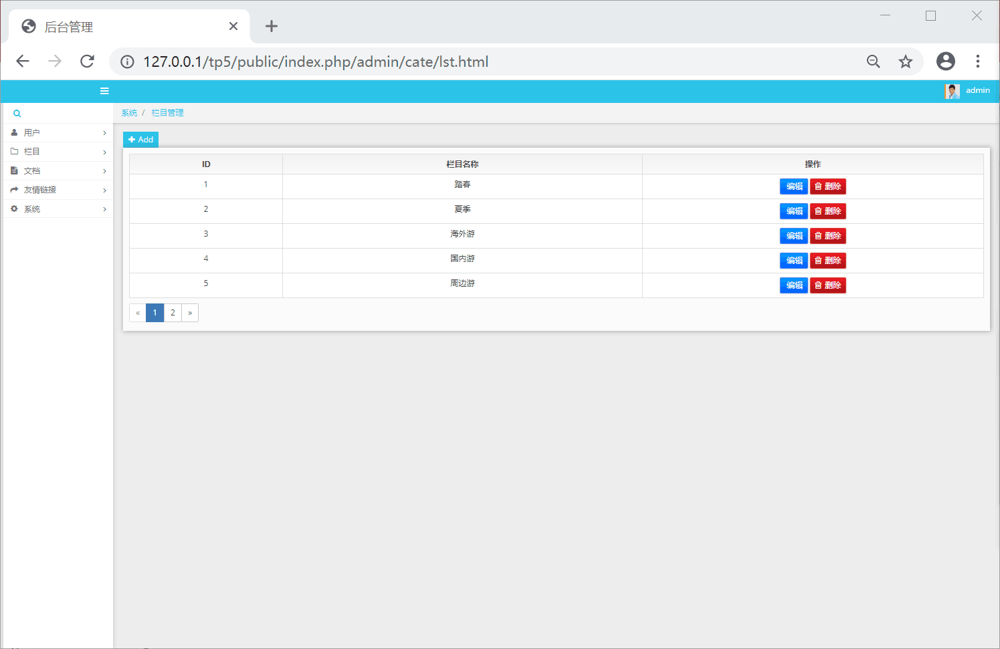 后台管理
127.0.0.1/tp5/public/index.php/admin/cate/lst.html
admin
系统 / 栏目管理
用户
栏目
文档
友情链接
系统
Add
ID 栏目名称 操作
1 踏春 编辑 删除
2 夏季 编辑 删除
3 海外游 编辑 删除
4 国内游 编辑 删除
5 周边游 编辑 删除
« 1 2 »